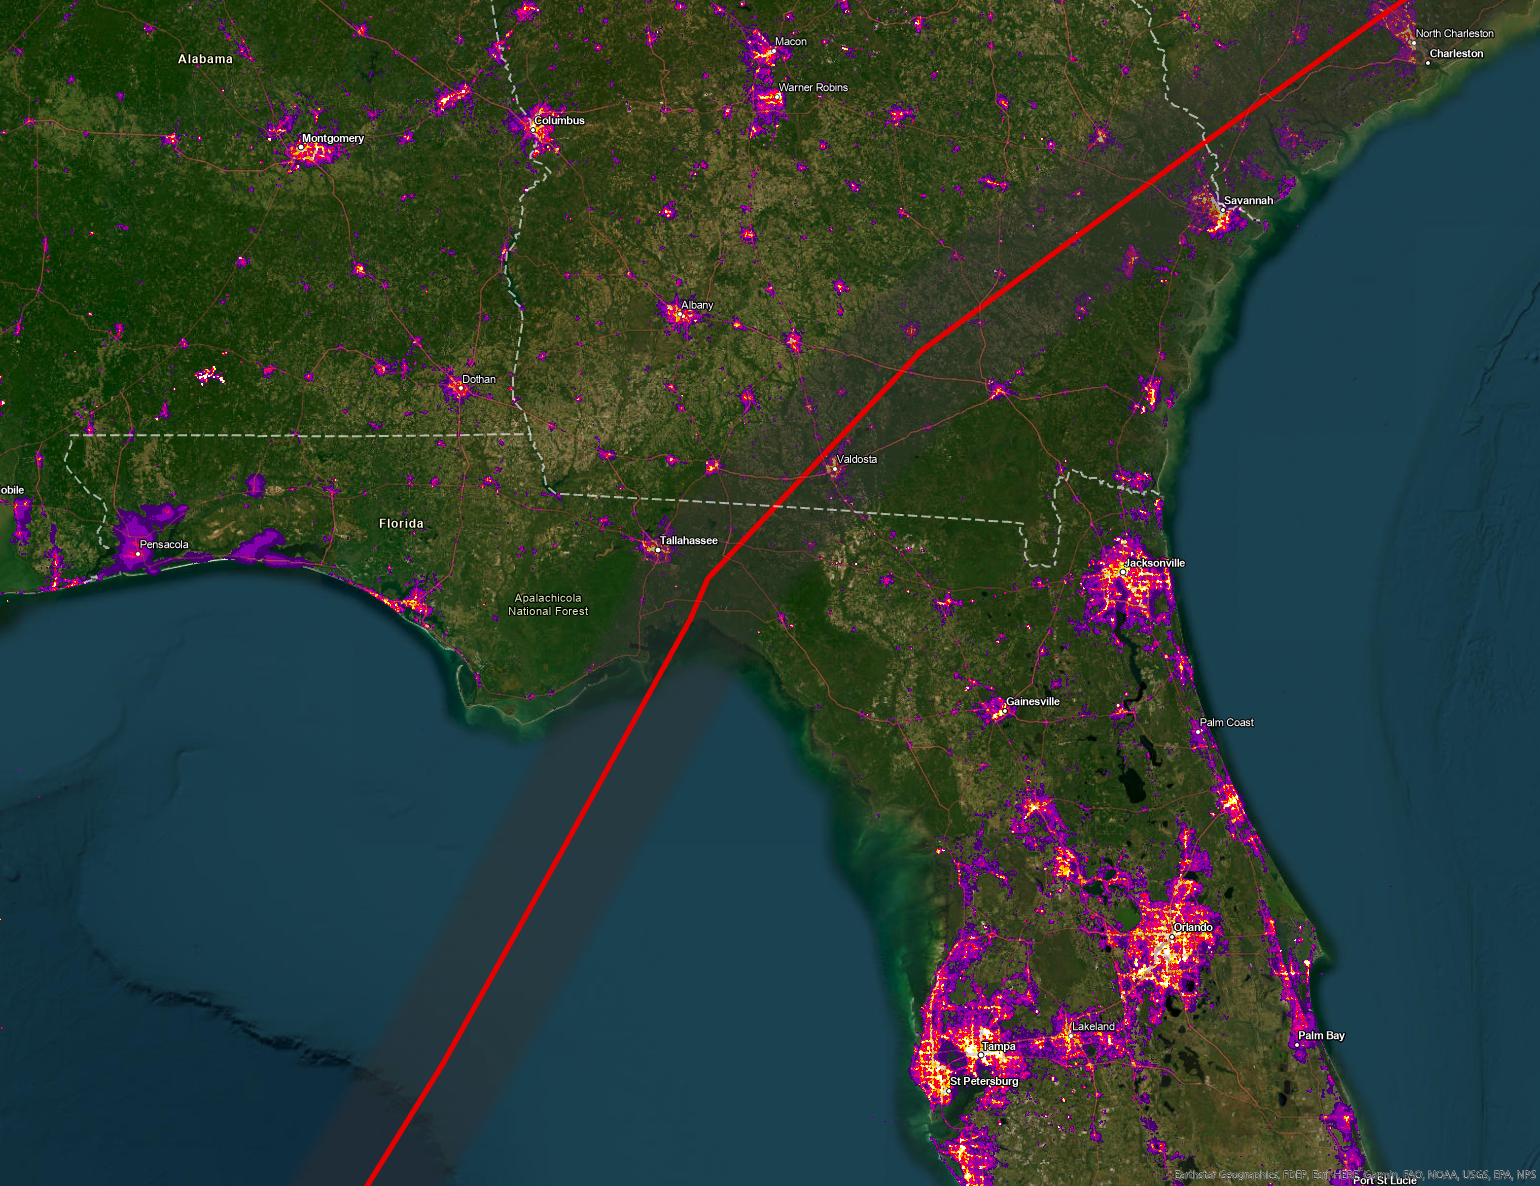 North Charleston
Charleston
Macon
Alabama
Warner Robins
Columbus
Montgomery
Savannah
Albany
Dothan
Valdosta
obile
Florida
Tallahassee
Pensacola
Jacksonville
Apalachicola
National Forest
Gainesville
Palm Coast
Orlando
Lakeland
Palm Bay
Tampa
St Petersburg
Earthstar Geographics, FDEP, Esri, HERE, Garmin, FAO, NOAA, USGS, EPA, NPS
Port St Lucie